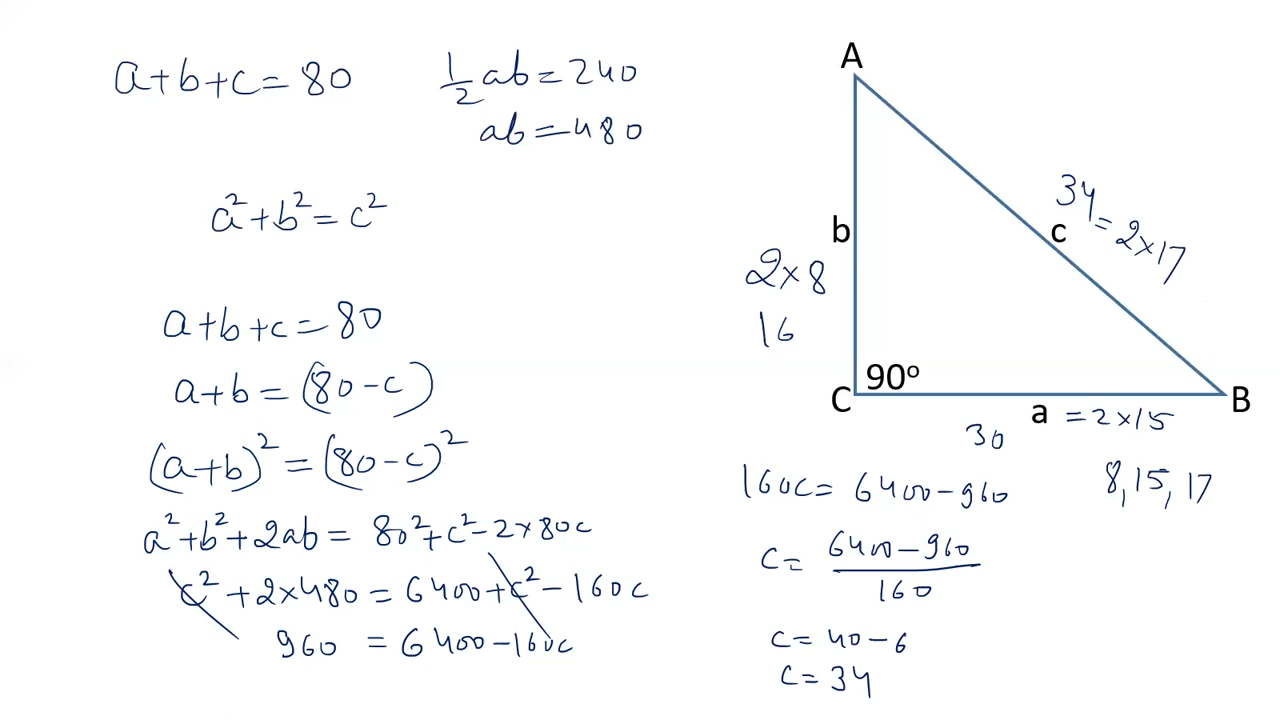 a+b+c=80
½ab=240
ab=480
a²+b²=c²
a+b+c=80
a+b=(80-c)
(a+b)²=(80-c)²
a²+b²+2ab=80²+c²-2×80c
c²+2×480=6400+c²-160c
960=6400-160c
A
34=2×17
b
c
2×8
16
90°
C
a=2×15
B
30
8,15,17
160c=6400-960
c=6400-960
160
c=40-6
c=34